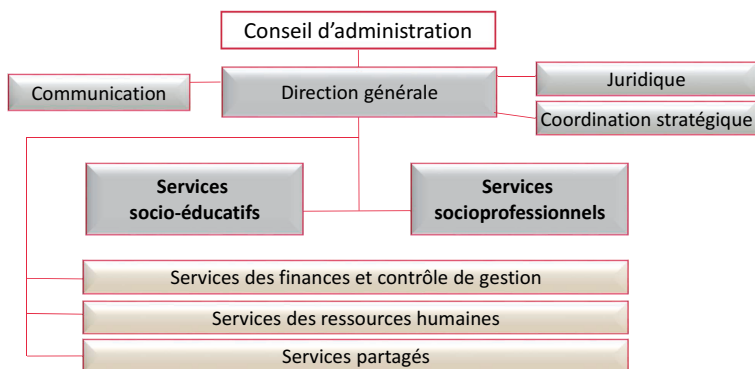 Conseil d’administration
Communication
Direction générale
Juridique
Coordination stratégique
Services
socio-éducatifs
Services
socioprofessionnels
Services des finances et contrôle de gestion
Services des ressources humaines
Services partagés